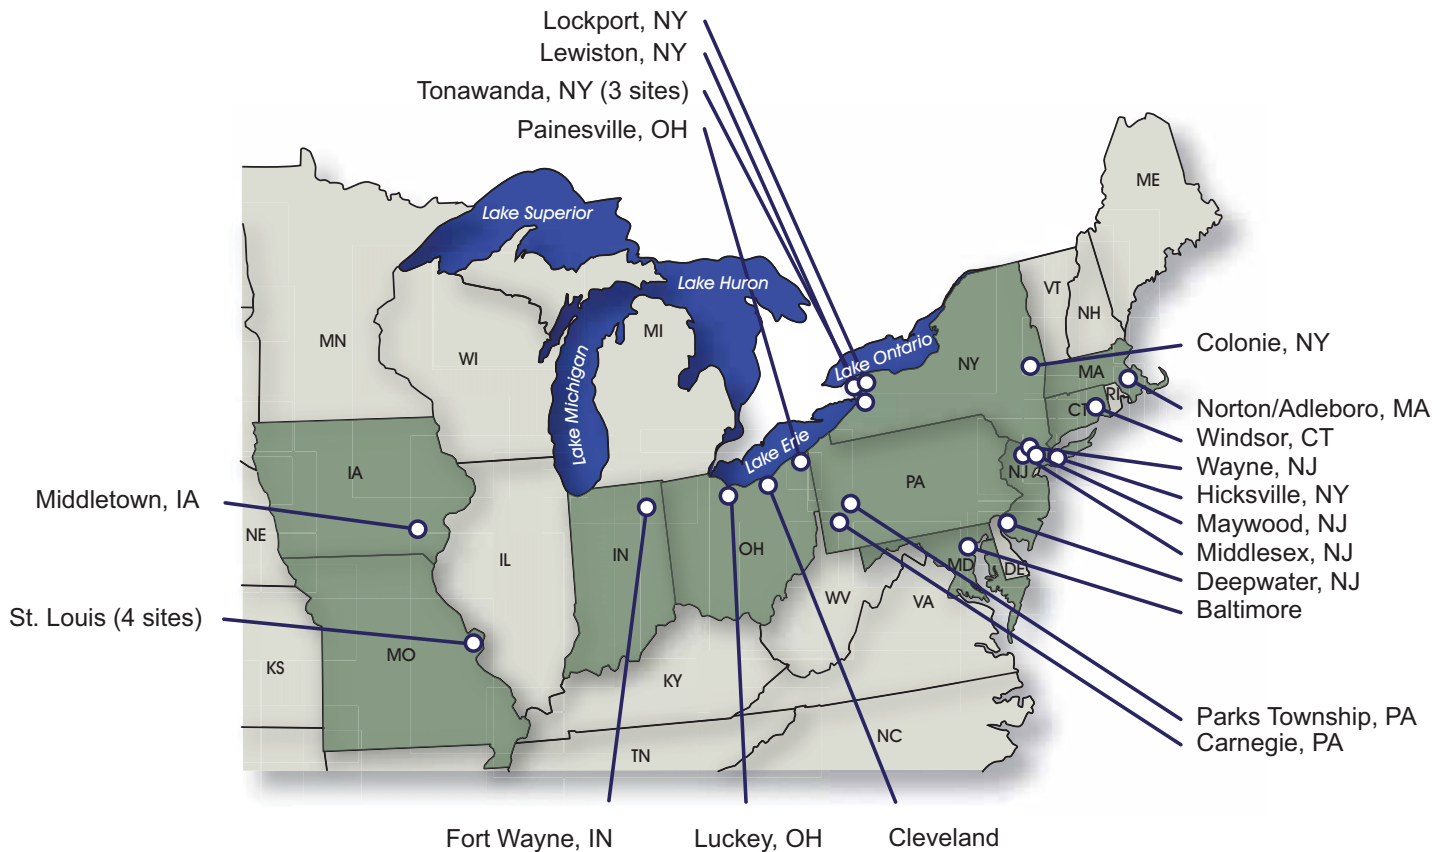 Lockport, NY
Lewiston, NY
Tonawanda, NY (3 sites)
Painesville, OH
ME
Lake Superior
Lake Huron
VT
NH
MN
WI
MI
Lake Michigan
Lake Ontario
NY
MA
RI
CT
Colonie, NY
Norton/Adleboro, MA
Windsor, CT
Wayne, NJ
Hicksville, NY
Maywood, NJ
Middlesex, NJ
Deepwater, NJ
Baltimore
Lake Erie
IA
PA
NJ
Middletown, IA
NE
IL
IN
OH
MD
DE
WV
VA
St. Louis (4 sites)
MO
KS
KY
TN
NC
Parks Township, PA
Carnegie, PA
Fort Wayne, IN
Luckey, OH
Cleveland